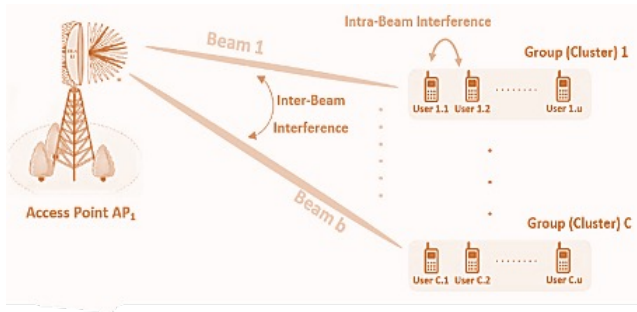 Intra-Beam Interference
Beam 1
Group (Cluster) 1
User 1.1 User 1.2 ........ User 1.u
Inter-Beam
Interference
Access Point AP₁
Beam b
Group (Cluster) C
User C.1 User C.2 ........ User C.u